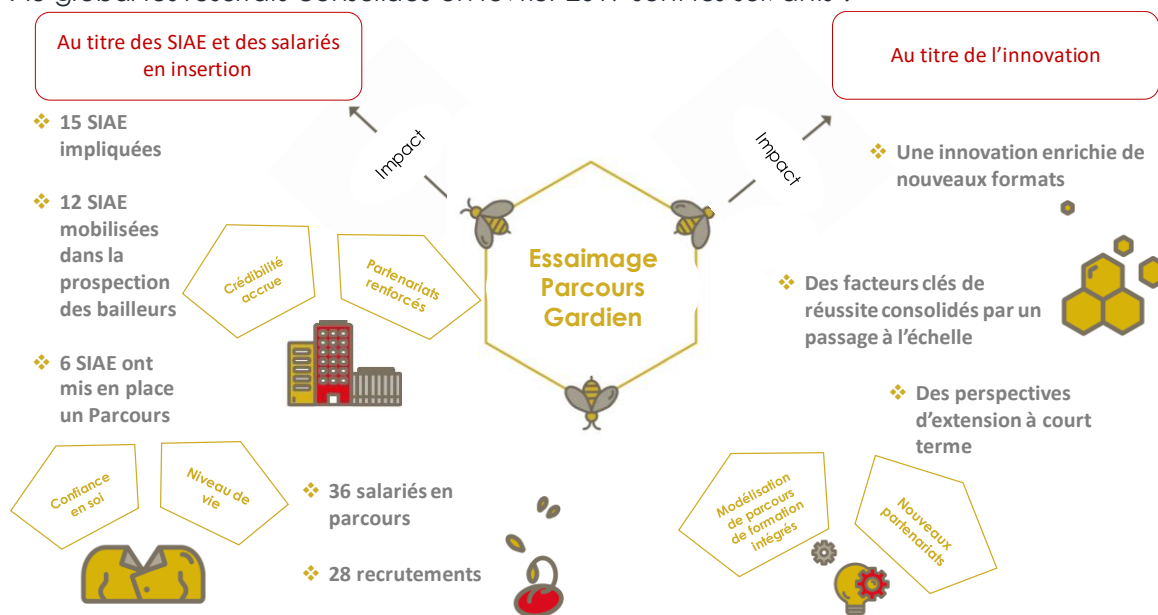 Au titre des SIAE et des salariés
en insertion
Au titre de l'innovation
Impact
Impact
❖ 15 SIAE
impliquées
❖ 12 SIAE
mobilisées
dans la
prospection
des bailleurs
❖ 6 SIAE ont
mis en place
un Parcours
Crédibilité
accrue
Partenariats
renforcés
Confiance
en soi
Niveau de
vie
❖ 36 salariés en
parcours
❖ 28 recrutements
Essaimage
Parcours
Gardien
❖ Une innovation enrichie de
nouveaux formats
❖ Des facteurs clés de
réussite consolidés par un
passage à l'échelle
❖ Des perspectives
d'extension à court
terme
Modélisation
de parcours
de formation
intégrés
Nouveaux
partenariats